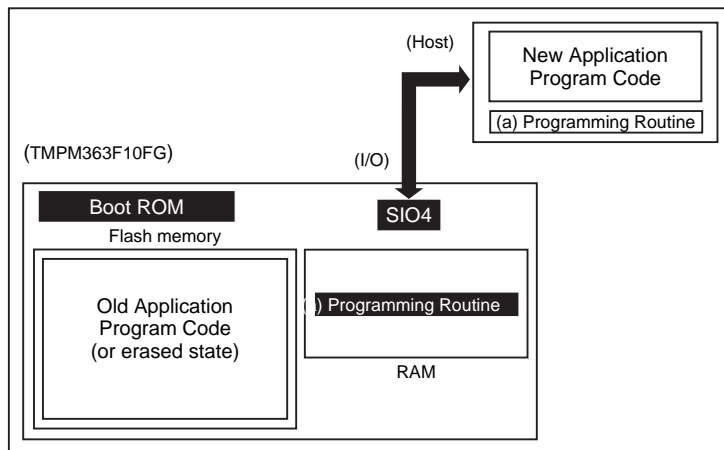 (Host)
New Application
Program Code
(a) Programming Routine
(TMPM363F10FG)
(I/O)
Boot ROM
SIO4
Flash memory
Old Application
Program Code
(or erased state)
(a) Programming Routine
RAM